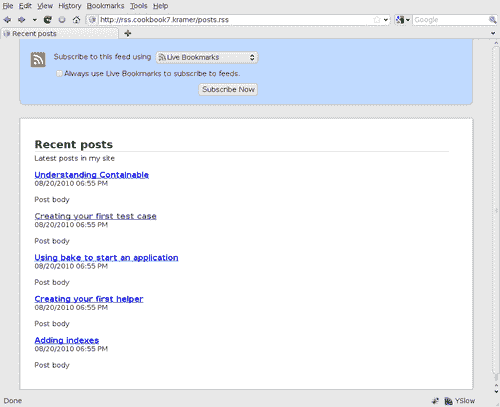 File Edit View History Bookmarks Tools Help
http://rss.cookbook7.kramer/posts.rss
Google
Recent posts
Subscribe to this feed using Live Bookmarks
Always use Live Bookmarks to subscribe to feeds.
Subscribe Now
Recent posts
Latest posts in my site
Understanding Containable
08/20/2010 06:55 PM
Post body
Creating your first test case
08/20/2010 06:55 PM
Post body
Using bake to start an application
08/20/2010 06:55 PM
Post body
Creating your first helper
08/20/2010 06:55 PM
Post body
Adding indexes
08/20/2010 06:55 PM
Post body
Done
YSlow